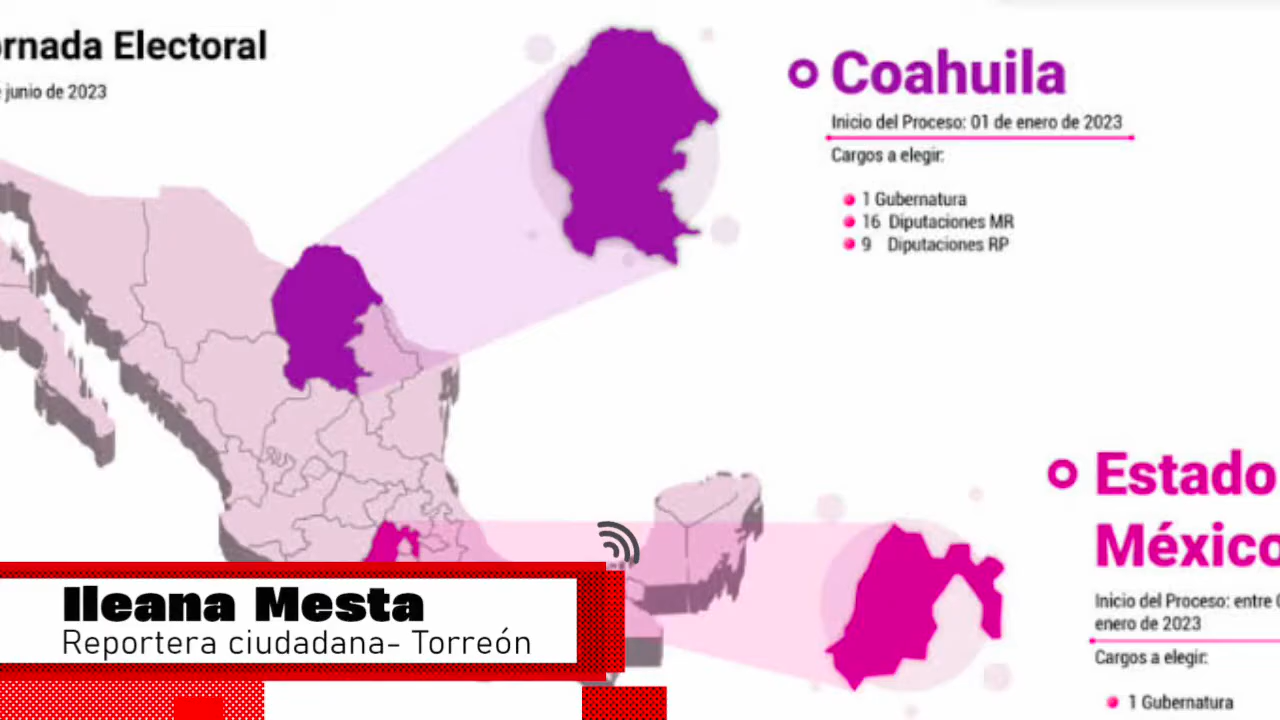 ornada Electoral
junio de 2023
Coahuila
Inicio del Proceso: 01 de enero de 2023
Cargos a elegir:
1 Gubernatura
16 Diputaciones MR
9 Diputaciones RP
Estado
México
Inicio del Proceso: entre
enero de 2023
Cargos a elegir:
1 Gubernatura
Ileana Mesta
Reportera ciudadana- Torreón